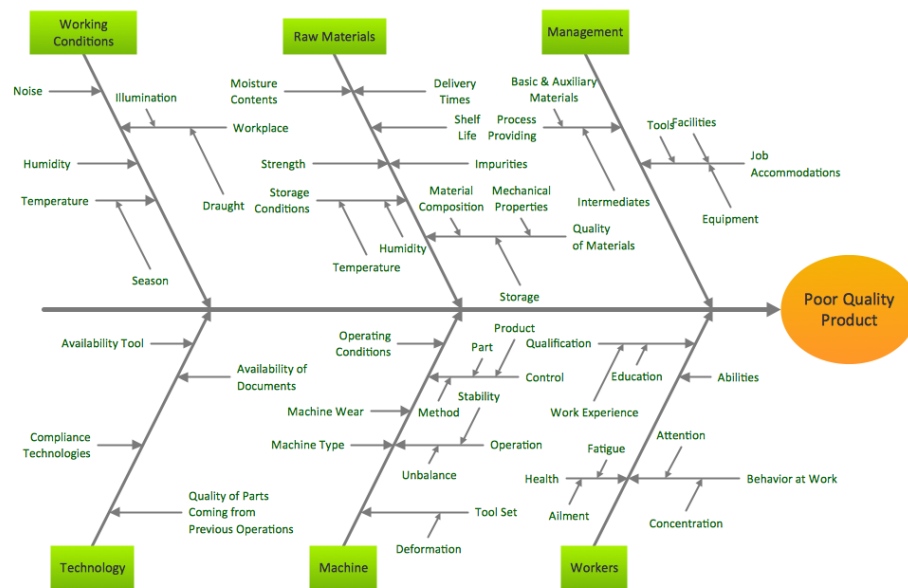 Working
Conditions
Raw Materials
Management
Noise
Illumination
Workplace
Humidity
Temperature
Draught
Season
Moisture
Contents
Delivery
Times
Shelf
Life
Strength
Impurities
Storage
Conditions
Humidity
Temperature
Material
Composition
Mechanical
Properties
Quality
of Materials
Storage
Basic & Auxiliary
Materials
Process
Providing
Intermediates
Tools
Facilities
Job
Accommodations
Equipment
Poor Quality
Product
Availability Tool
Availability of
Documents
Compliance
Technologies
Quality of Parts
Coming from
Previous Operations
Operating
Conditions
Part
Product
Control
Method
Machine Wear
Stability
Machine Type
Operation
Unbalance
Tool Set
Deformation
Qualification
Education
Work Experience
Abilities
Fatigue
Attention
Health
Ailment
Behavior at Work
Concentration
Technology
Machine
Workers